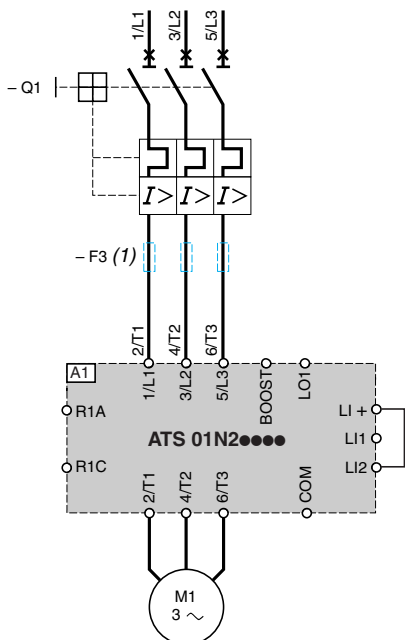 1/L1 3/L2 5/L3
– Q1
I> I> I>
– F3 (1)
2/T1 4/T2 6/T3
A1
1/L1 3/L2 5/L3 BOOST LO1
R1A LI +
ATS 01N2●●●● LI1
R1C LI2
2/T1 4/T2 6/T3 COM
M1
3 ~